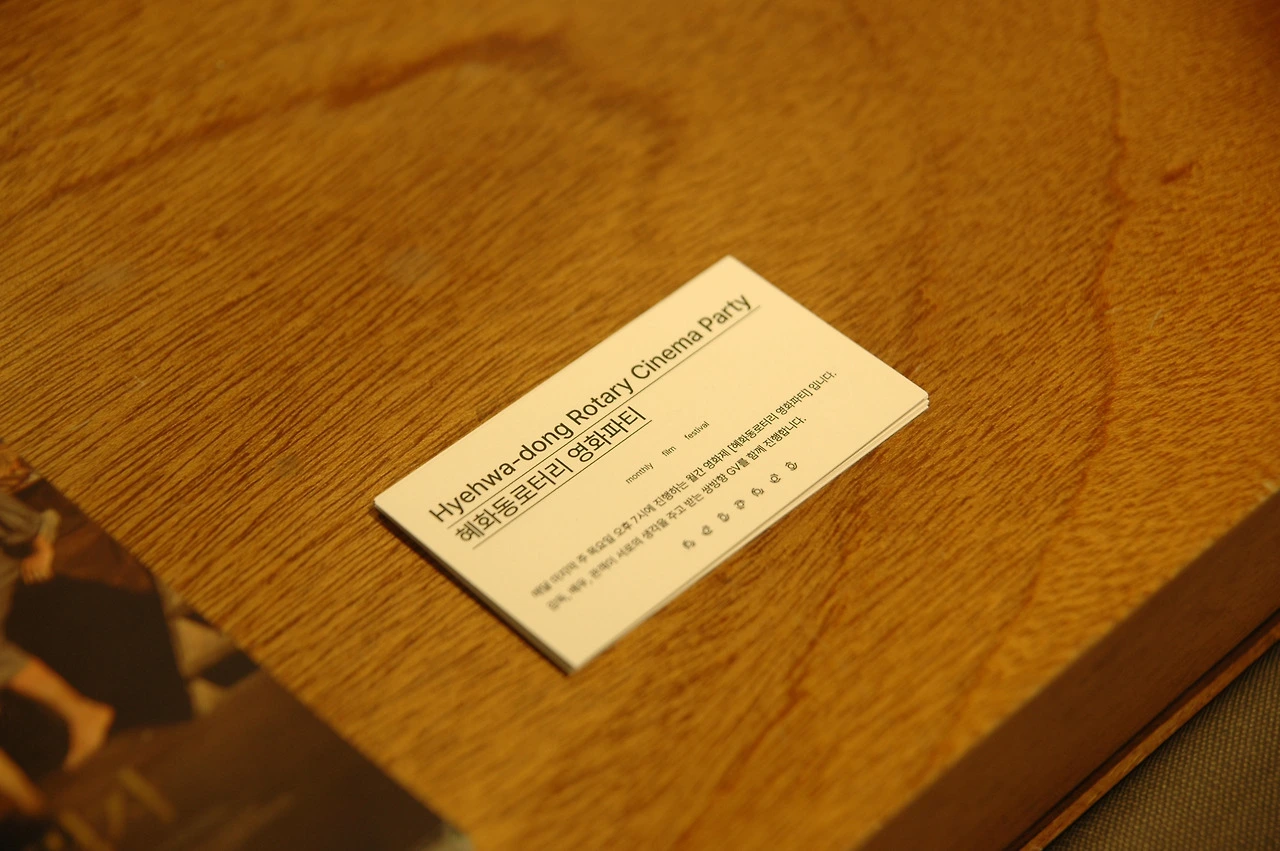 Hyehwa-dong Rotary Cinema Party
혜화동로터리 영화파티
monthly film festival
매달 마지막 주 목요일 오후 7시에 진행하는 월간 영화제 [혜화동로터리 영화파티] 입니다.
감독, 배우, 관객이 서로의 생각을 주고 받는 쌍방향 GV를 함께 진행합니다.